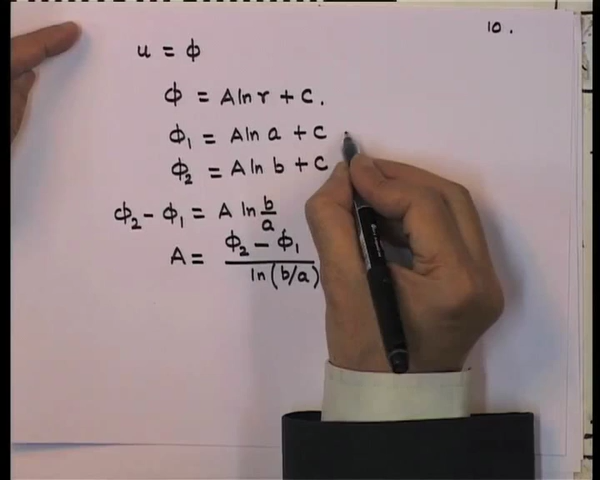 10.
u = ϕ
ϕ = A ln r + C.
ϕ₁ = A ln a + C
ϕ₂ = A ln b + C
ϕ₂ − ϕ₁ = A ln b/a
A = ϕ₂ − ϕ₁ / ln(b/a)